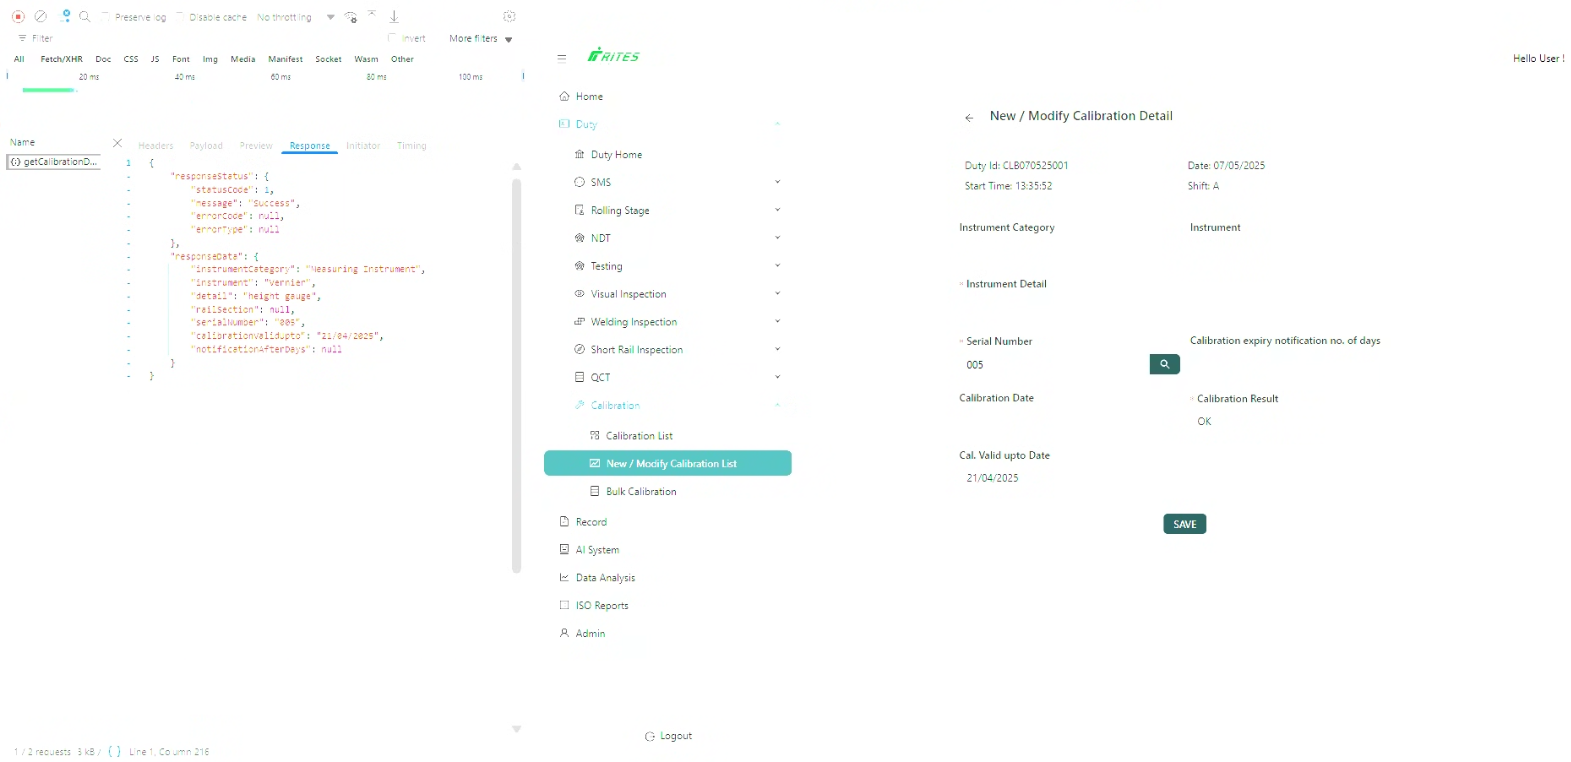 Preserve log Disable cache No throttling
Filter Invert More filters
All Fetch/XHR Doc CSS JS Font Img Media Manifest Socket Wasm Other
20 ms 40 ms 60 ms 80 ms 100 ms
Name Headers Payload Preview Response Initiator Timing
getCalibrationD...
1 {
- "responseStatus": {
- "statusCode": 1,
- "message": "Success",
- "errorCode": null,
- "errorType": null
- },
- "responseData": {
- "instrumentCategory": "Measuring Instrument",
- "instrument": "Vernier",
- "detail": "height gauge",
- "railSection": null,
- "serialNumber": "005",
- "calibrationValidUpto": "21/04/2025",
- "notificationAfterDays": null
- }
- }
1 / 2 requests 3 kB / { } Line 1, Column 216
RITES
Hello User !
Home
Duty
Duty Home
SMS
Rolling Stage
NDT
Testing
Visual Inspection
Welding Inspection
Short Rail Inspection
QCT
Calibration
Calibration List
New / Modify Calibration List
Bulk Calibration
Record
AI System
Data Analysis
ISO Reports
Admin
Logout
New / Modify Calibration Detail
Duty Id: CLB070525001 Date: 07/05/2025
Start Time: 13:35:52 Shift: A
Instrument Category Instrument
* Instrument Detail
* Serial Number Calibration expiry notification no. of days
005
Calibration Date * Calibration Result
OK
Cal. Valid upto Date
21/04/2025
SAVE